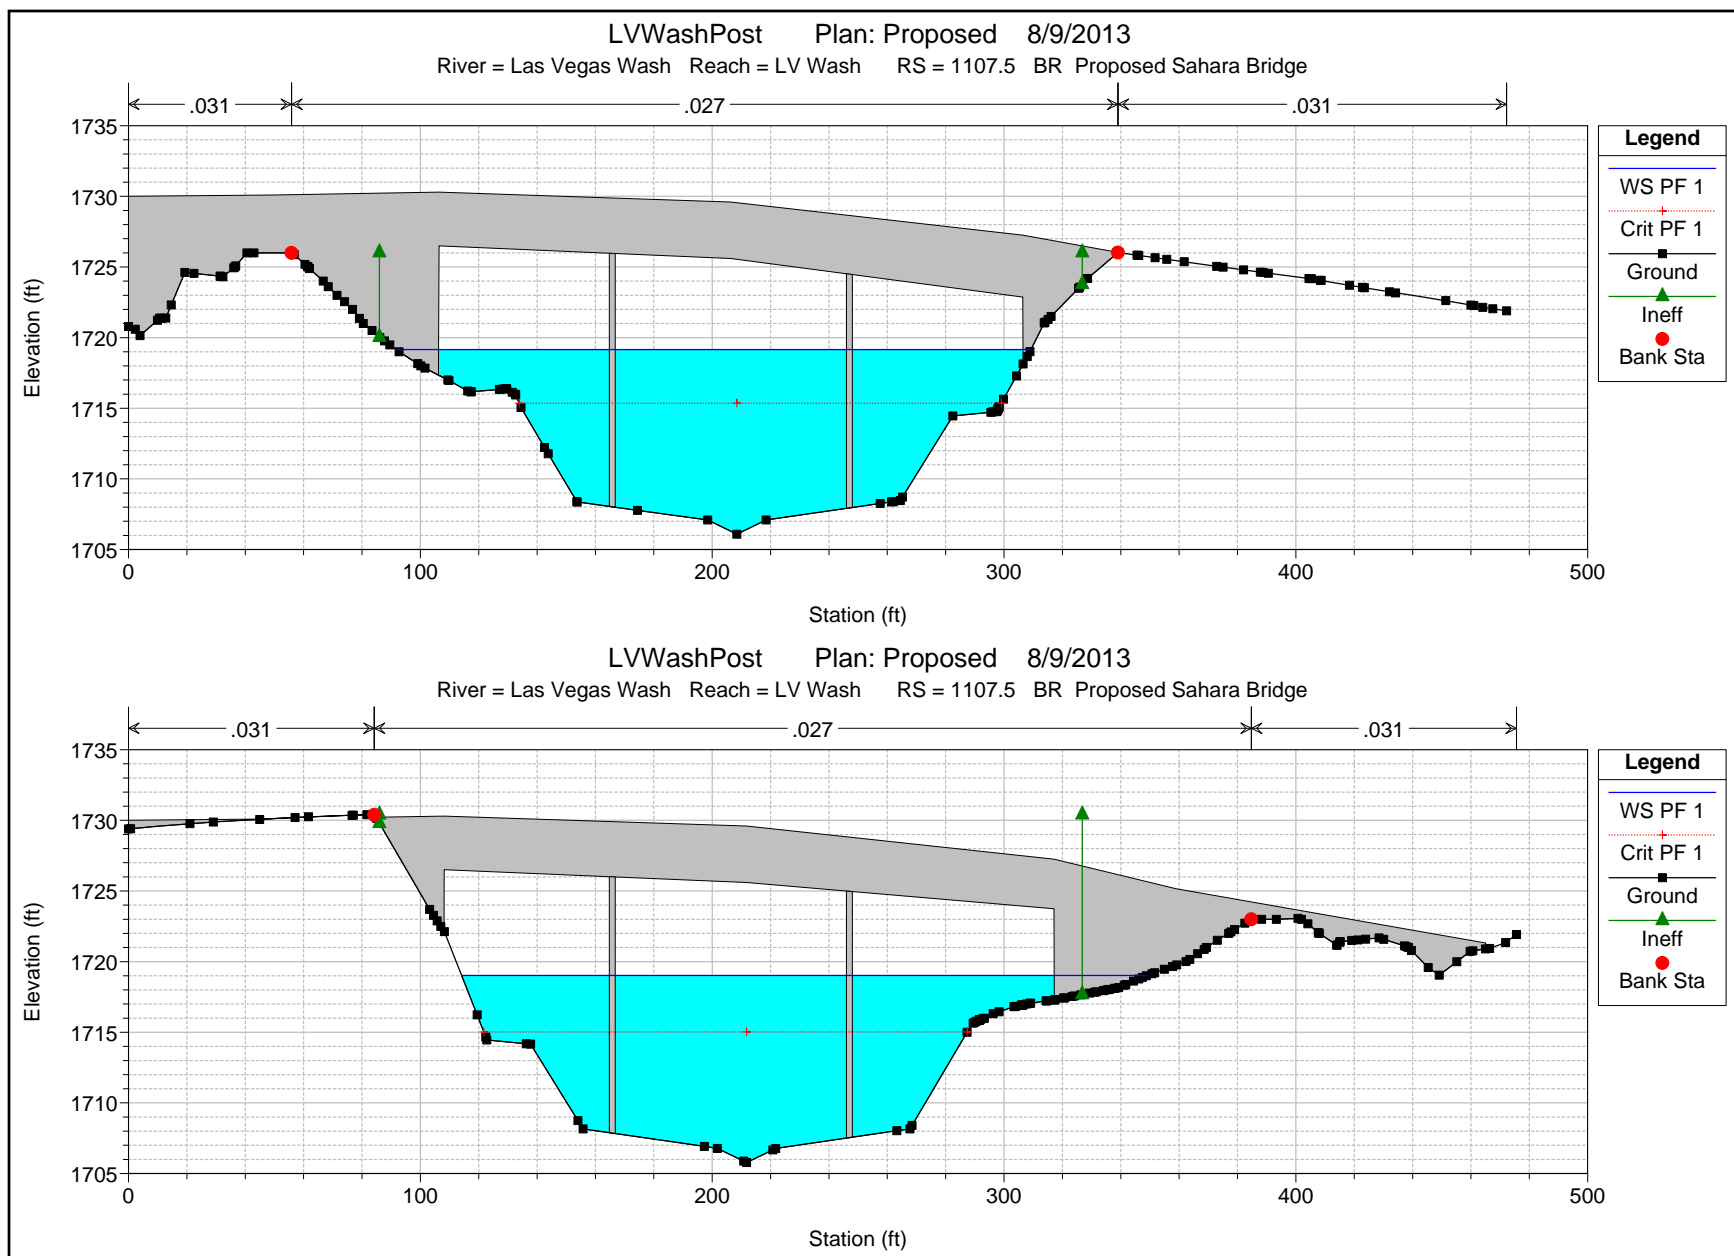 LVWashPost Plan: Proposed 8/9/2013
River = Las Vegas Wash Reach = LV Wash RS = 1107.5 BR Proposed Sahara Bridge
.031 .027 .031
1735
1730
1725
1720
1715
1710
1705
Elevation (ft)
0 100 200 300 400 500
Station (ft)
Legend
WS PF 1
Crit PF 1
Ground
Ineff
Bank Sta
LVWashPost Plan: Proposed 8/9/2013
River = Las Vegas Wash Reach = LV Wash RS = 1107.5 BR Proposed Sahara Bridge
.031 .027 .031
1735
1730
1725
1720
1715
1710
1705
Elevation (ft)
0 100 200 300 400 500
Station (ft)
Legend
WS PF 1
Crit PF 1
Ground
Ineff
Bank Sta